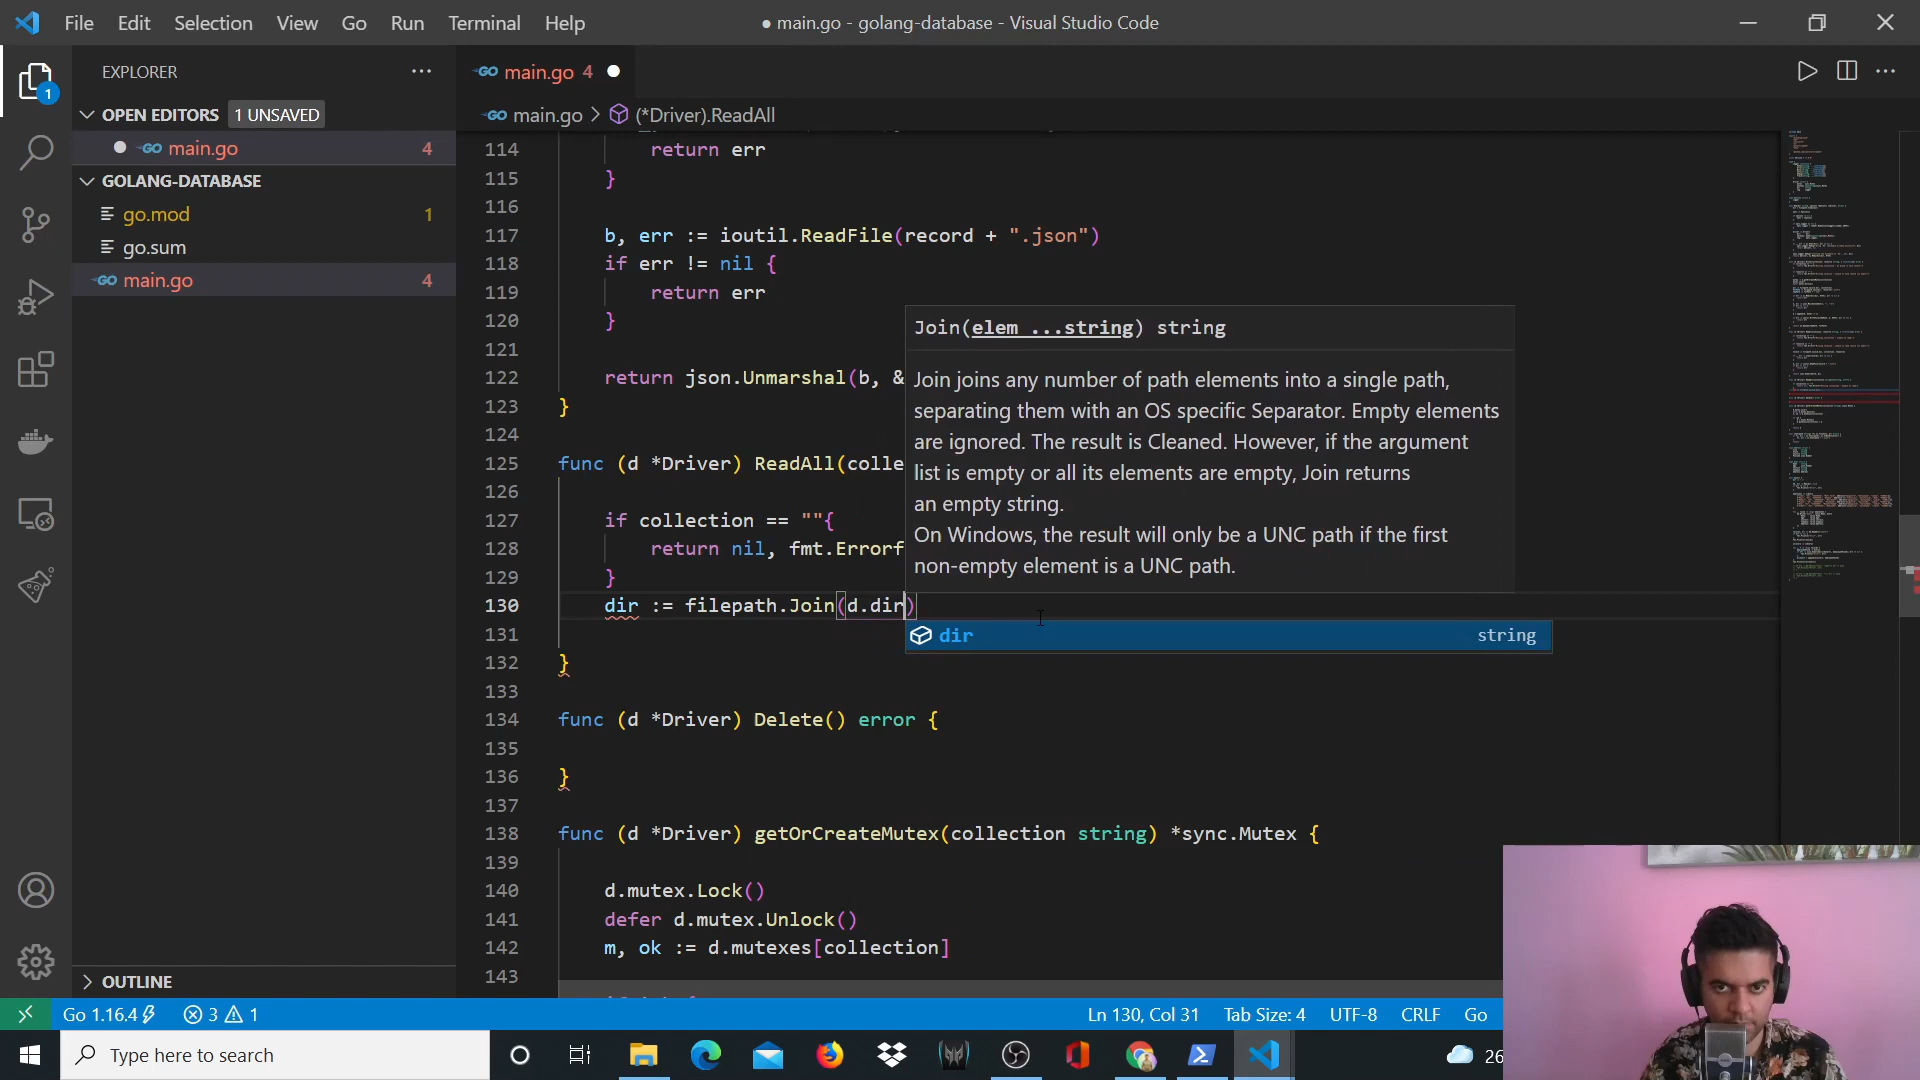 File Edit Selection View Go Run Terminal Help
● main.go - golang-database - Visual Studio Code
EXPLORER
OPEN EDITORS 1 UNSAVED
main.go 4
GOLANG-DATABASE
go.mod 1
go.sum
main.go 4
OUTLINE
1
main.go 4
main.go > (*Driver).ReadAll
114 return err
115 }
116
117 b, err := ioutil.ReadFile(record + ".json")
118 if err != nil {
119 return err
120 }
121
122 return json.Unmarshal(b, &
123 }
124
125 func (d *Driver) ReadAll(colle
126
127 if collection == ""{
128 return nil, fmt.Errorf
129 }
130 dir := filepath.Join(d.dir)
131
132 }
133
134 func (d *Driver) Delete() error {
135
136 }
137
138 func (d *Driver) getOrCreateMutex(collection string) *sync.Mutex {
139
140 d.mutex.Lock()
141 defer d.mutex.Unlock()
142 m, ok := d.mutexes[collection]
143
Join(elem ...string) string
Join joins any number of path elements into a single path,
separating them with an OS specific Separator. Empty elements
are ignored. The result is Cleaned. However, if the argument
list is empty or all its elements are empty, Join returns
an empty string.
On Windows, the result will only be a UNC path if the first
non-empty element is a UNC path.
dir string
Go 1.16.4 3 1 Ln 130, Col 31 Tab Size: 4 UTF-8 CRLF Go
Type here to search
26